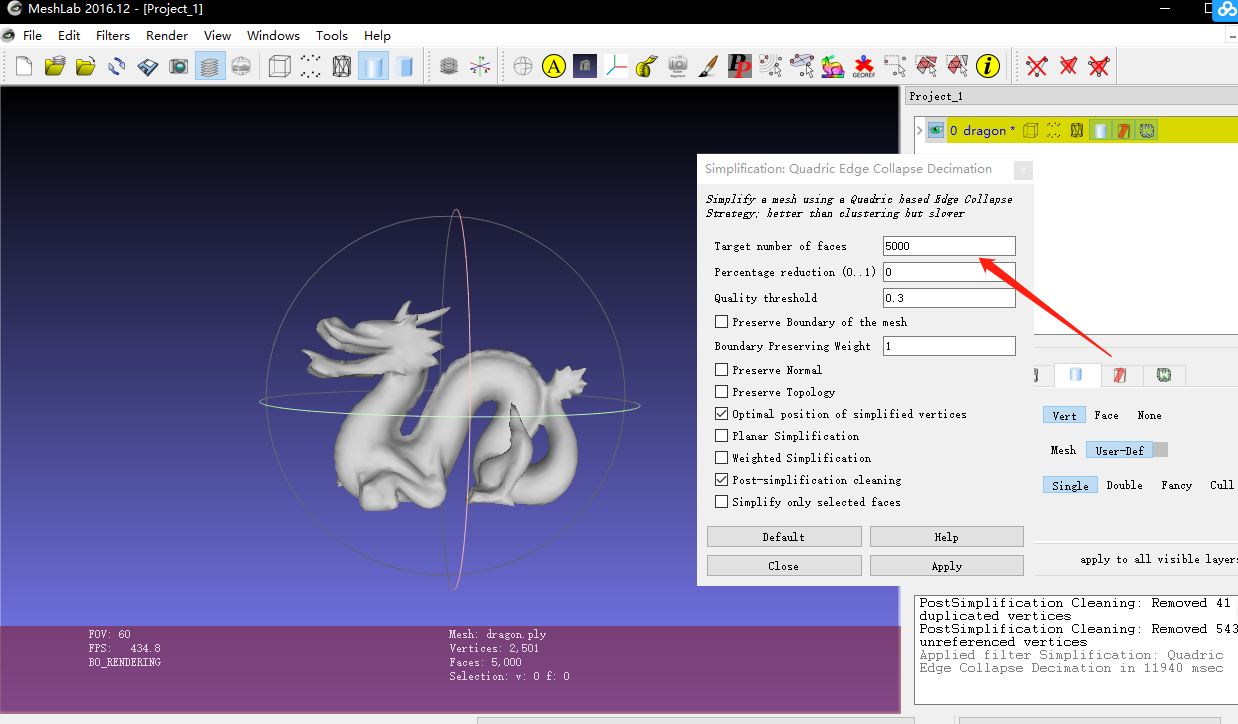 MeshLab 2016.12 - [Project_1]
File Edit Filters Render View Windows Tools Help
A
PP
GEOREF
i
Project_1
0 dragon *
Simplification: Quadric Edge Collapse Decimation
Simplify a mesh using a Quadric based Edge Collapse
Strategy; better than clustering but slower
Target number of faces 5000
Percentage reduction (0..1) 0
Quality threshold 0.3
Preserve Boundary of the mesh
Boundary Preserving Weight 1
Preserve Normal
Preserve Topology
Optimal position of simplified vertices
Planar Simplification
Weighted Simplification
Post-simplification cleaning
Simplify only selected faces
Default Help
Close Apply
Vert Face None
Mesh User-Def
Single Double Fancy Cull
apply to all visible layers
PostSimplification Cleaning: Removed 41
duplicated vertices
PostSimplification Cleaning: Removed 543
unreferenced vertices
Applied filter Simplification: Quadric
Edge Collapse Decimation in 11940 msec
FOV: 60
FPS: 434.8
BO_RENDERING
Mesh: dragon.ply
Vertices: 2,501
Faces: 5,000
Selection: v: 0 f: 0